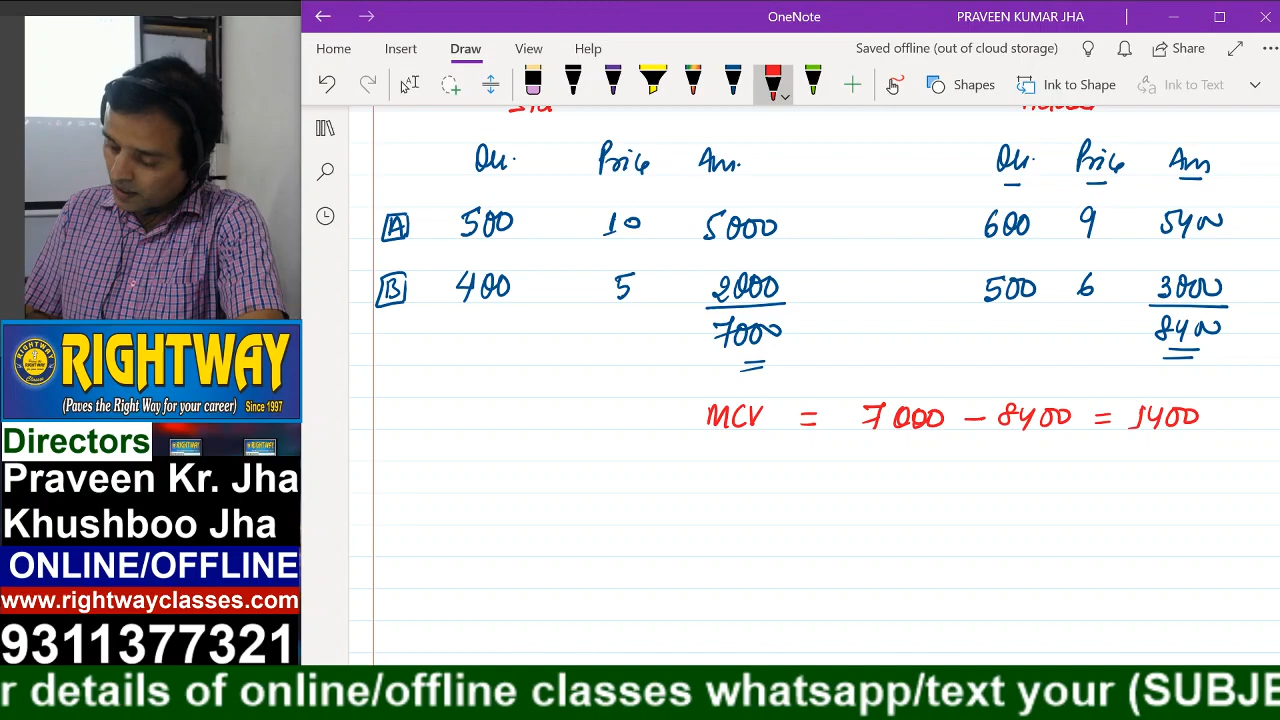 OneNote
PRAVEEN KUMAR JHA
Home Insert Draw View Help
Saved offline (out of cloud storage)
Share
Shapes
Ink to Shape
Ink to Text
Std
Qu. Price Am. Qu. Price Am
A 500 10 5000 600 9 5400
B 400 5 2000 500 6 3000
7000 8400
MCV = 7000 - 8400 = 1400
RIGHTWAY
(Paves the Right Way for your career) Since 1997
Directors
Praveen Kr. Jha
Khushboo Jha
ONLINE/OFFLINE
www.rightwayclasses.com
9311377321
r details of online/offline classes whatsapp/text your (SUBJE